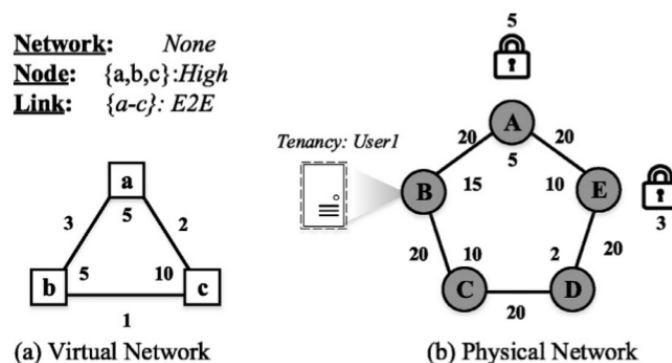 Network: None
Node: {a,b,c}:High
Link: {a-c}: E2E
a
5
3
2
b
5
10
c
1
(a) Virtual Network
5
Tenancy: User1
20
A
20
5
B
15
10
E
3
20
10
2
20
C
D
20
(b) Physical Network